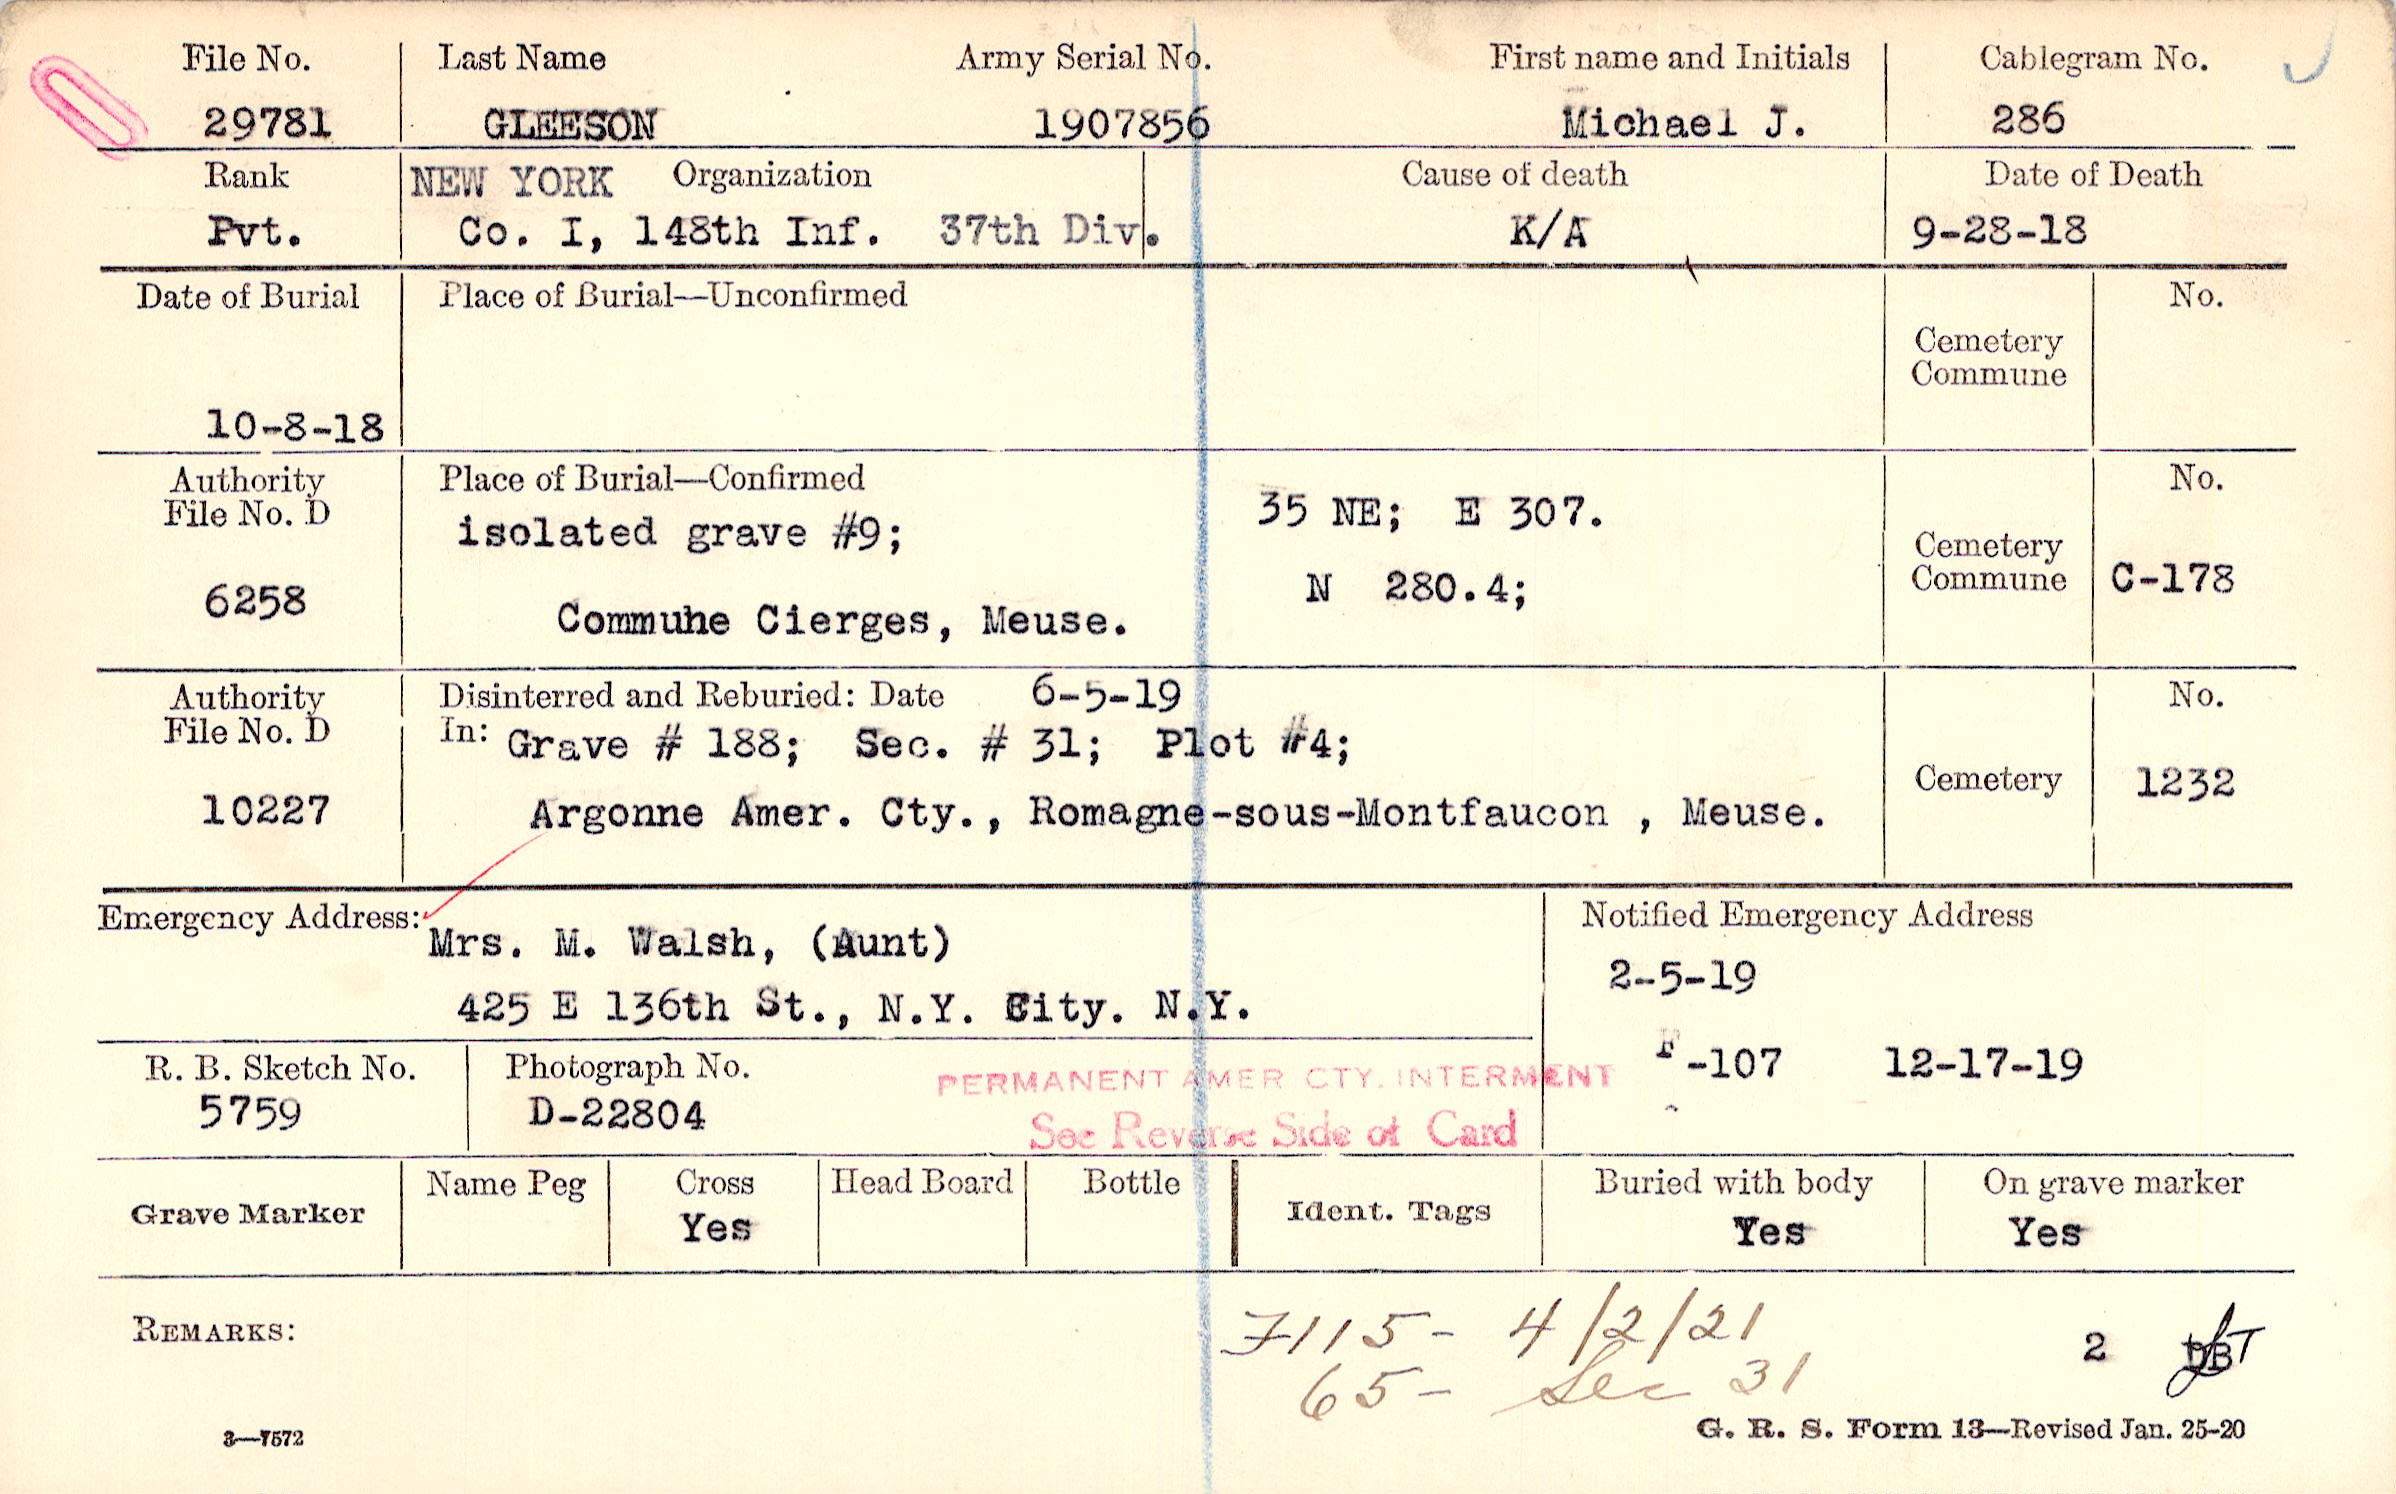 File No. Last Name Army Serial No. First name and Initials Cablegram No.
29781 GLEESON 1907856 Michael J. 286
Rank NEW YORK Organization Cause of death Date of Death
Pvt. Co. I, 148th Inf. 37th Div. K/A 9-28-18
Date of Burial Place of Burial—Unconfirmed No.
Cemetery
Commune
10-8-18
Authority Place of Burial—Confirmed No.
File No. D 35 NE; E 307.
isolated grave #9;
Cemetery
6258 N 280.4; Commune C-178
Commuhe Cierges, Meuse.
Authority Disinterred and Reburied: Date 6-5-19 No.
File No. D In: Grave # 188; Sec. # 31; Plot #4;
Cemetery 1232
10227 Argonne Amer. Cty., Romagne-sous-Montfaucon , Meuse.
Emergency Address: Notified Emergency Address
Mrs. M. Walsh, (Aunt) 2-5-19
425 E 136th St., N.Y. City. N.Y.
F-107 12-17-19
R. B. Sketch No. Photograph No. PERMANENT AMER CTY. INTERMENT
5759 D-22804 See Reverse Side of Card
Grave Marker Name Peg Cross Head Board Bottle Ident. Tags Buried with body On grave marker
Yes Yes Yes
REMARKS: 7115- 4/2/21 2
65- Sec 31
3—7572 G. R. S. Form 13—Revised Jan. 25-20